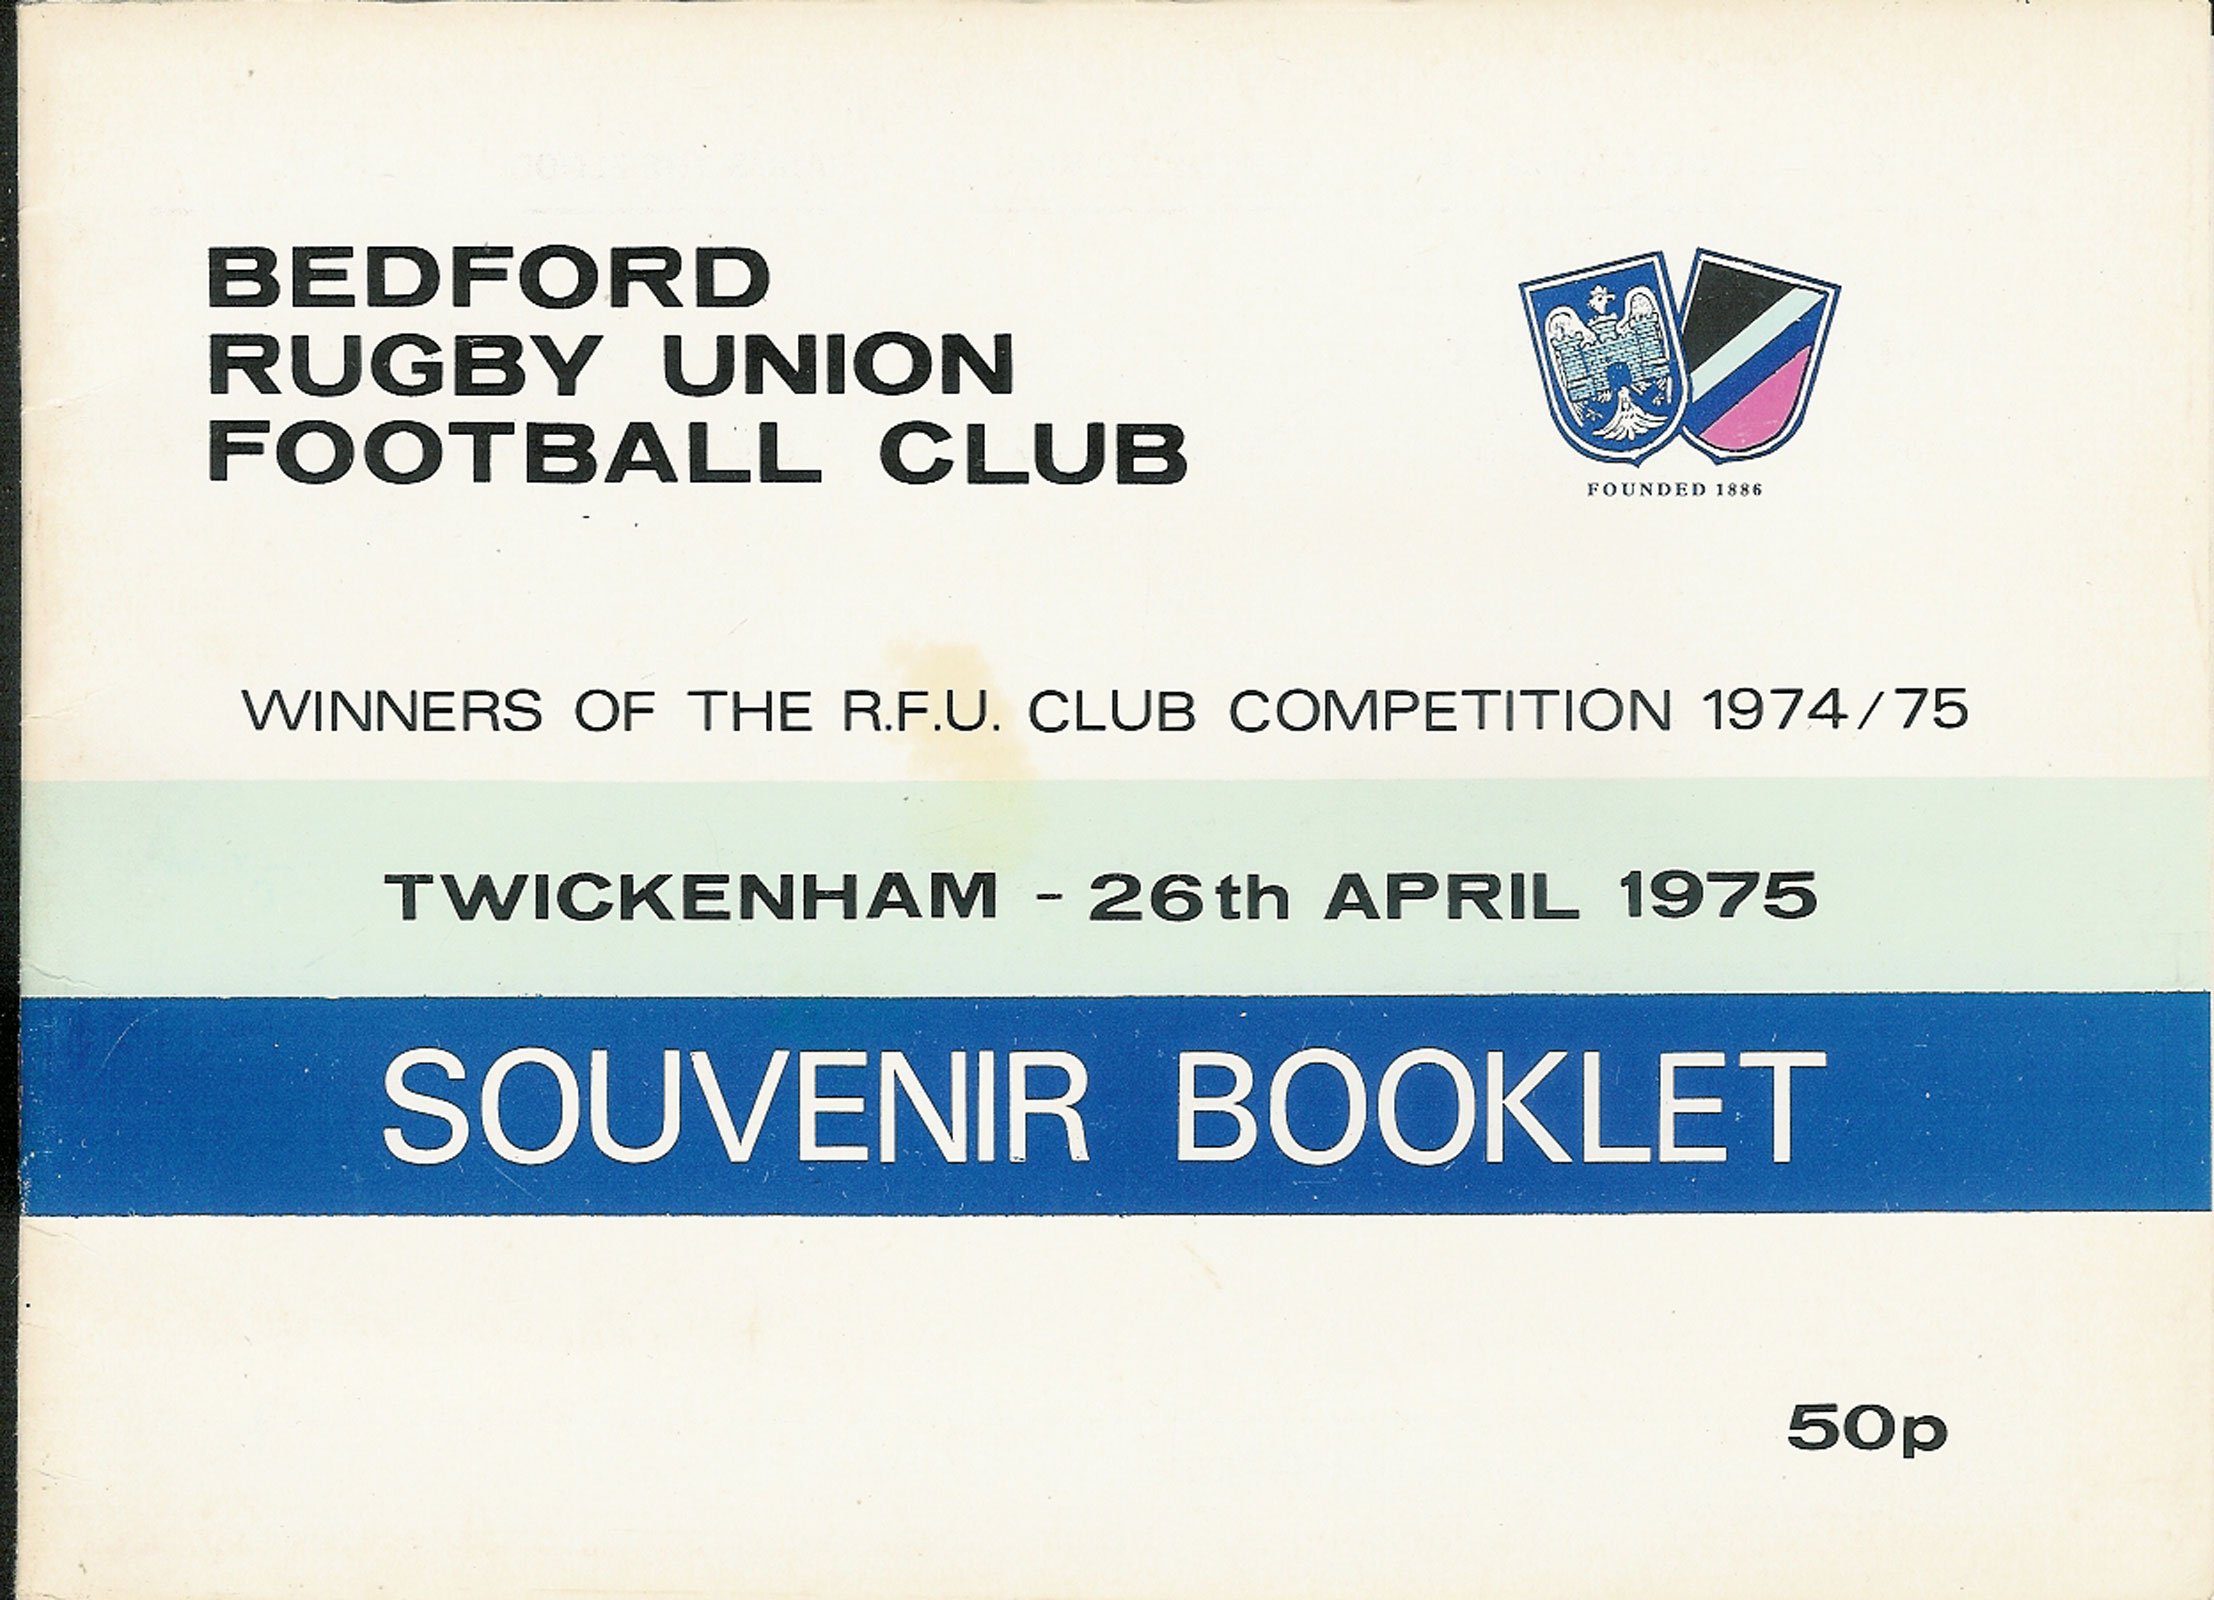 BEDFORD
RUGBY UNION
FOOTBALL CLUB
FOUNDED 1886
WINNERS OF THE R.F.U. CLUB COMPETITION 1974/75
TWICKENHAM - 26th APRIL 1975
SOUVENIR BOOKLET
50p